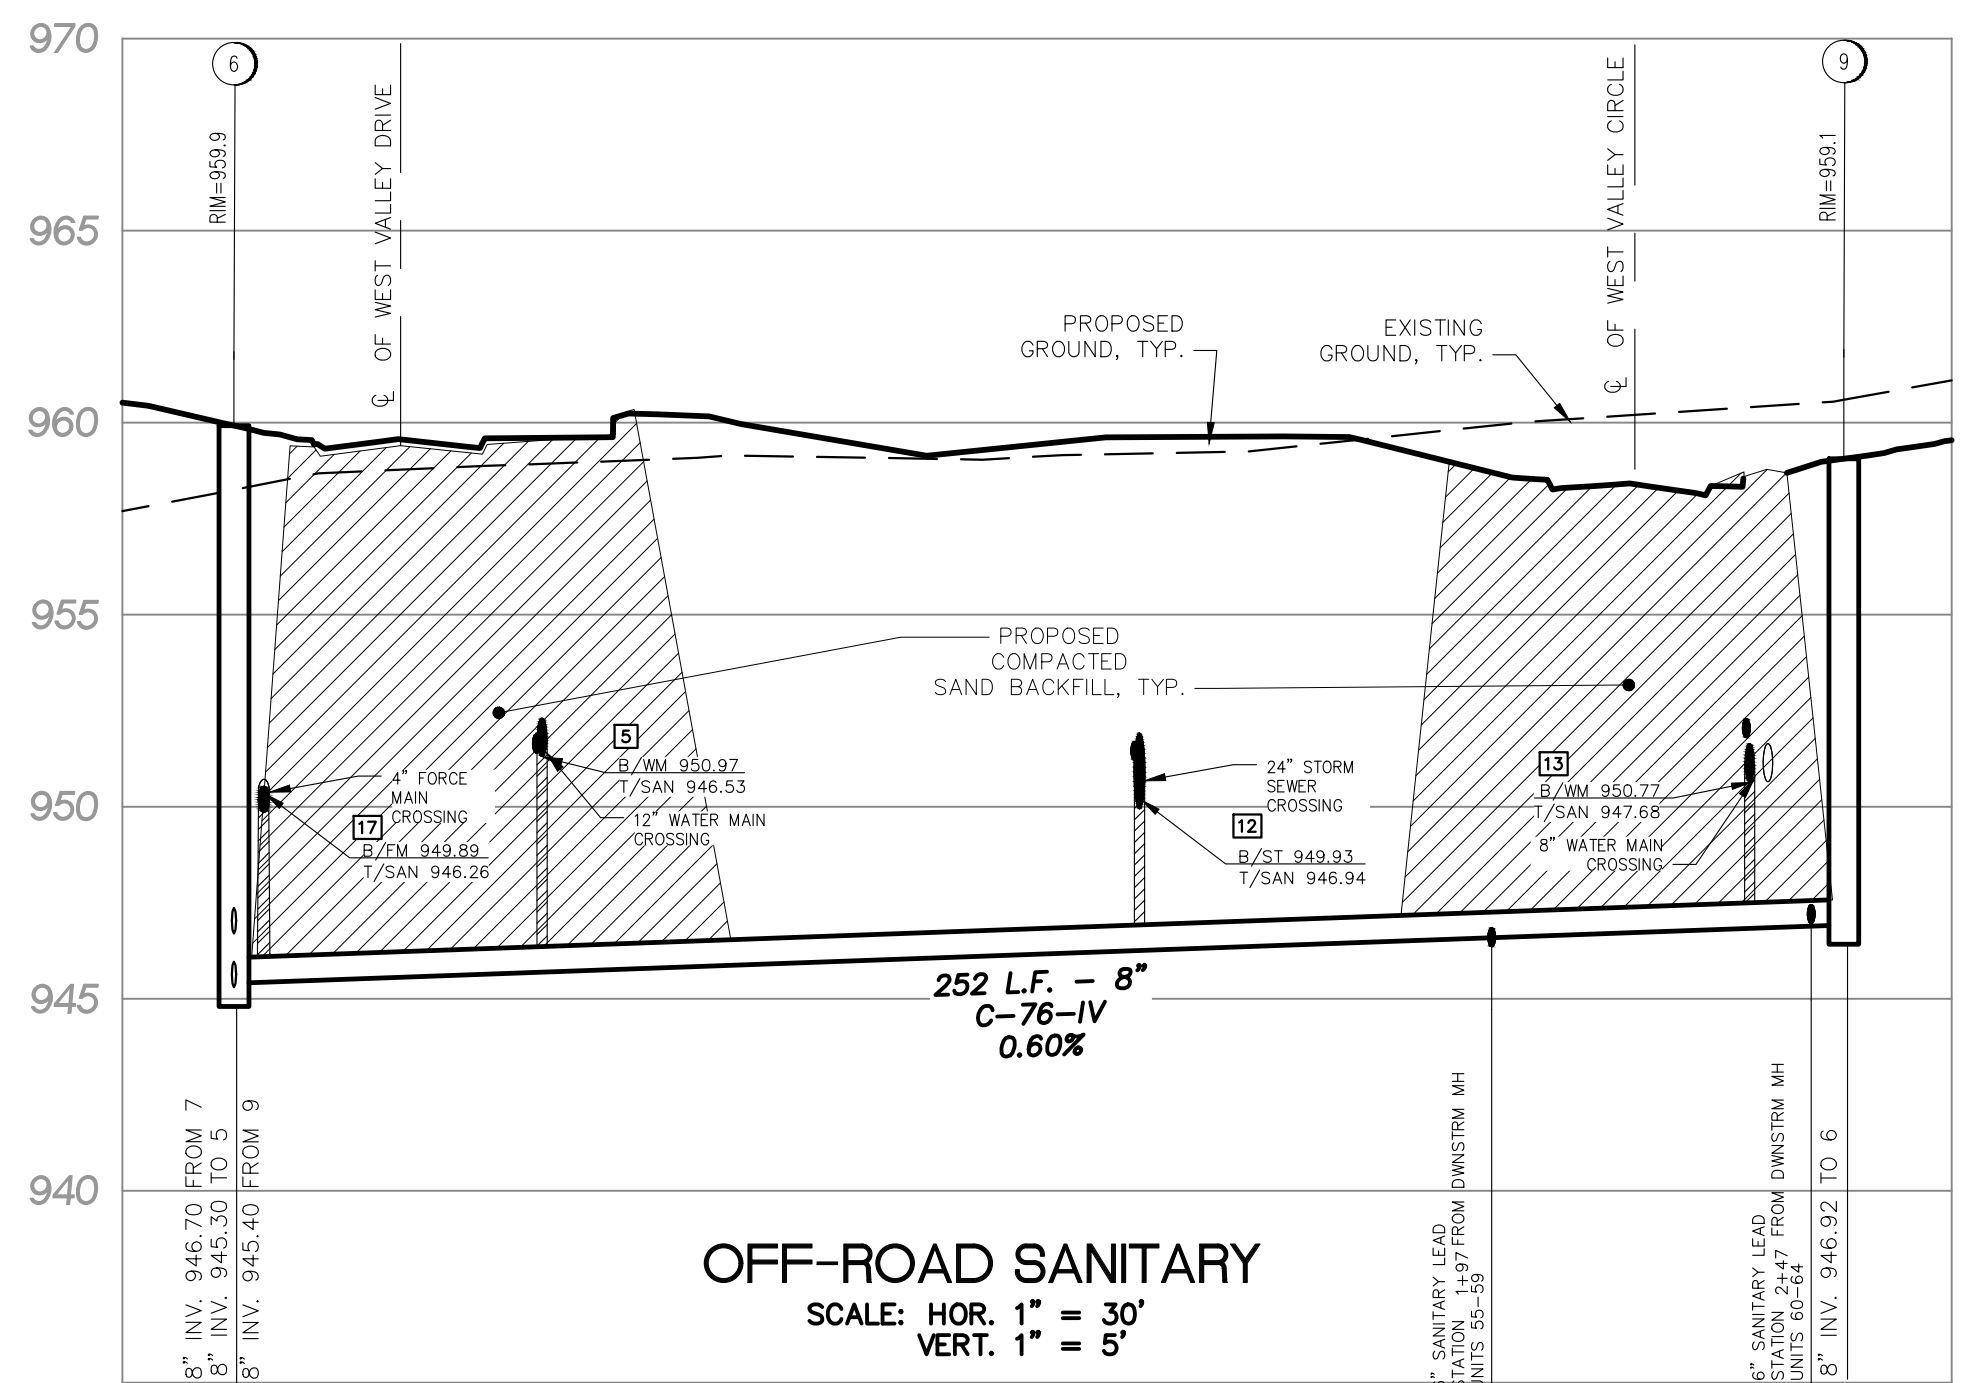 970
965
960
955
950
945
940
6
RIM=959.9
℄ OF WEST VALLEY DRIVE
℄ OF WEST VALLEY CIRCLE
9
RIM=959.1
PROPOSED
GROUND, TYP.
EXISTING
GROUND, TYP.
PROPOSED
COMPACTED
SAND BACKFILL, TYP.
4" FORCE
MAIN
CROSSING
17
B/FM 949.89
T/SAN 946.26
5
B/WM 950.97
T/SAN 946.53
12" WATER MAIN
CROSSING
24" STORM
SEWER
CROSSING
12
B/ST 949.93
T/SAN 946.94
13
B/WM 950.77
T/SAN 947.68
8" WATER MAIN
CROSSING
252 L.F. - 8"
C-76-IV
0.60%
8" INV. 946.70 FROM 7
8" INV. 945.30 TO 5
8" INV. 945.40 FROM 9
" SANITARY LEAD
STATION 1+97 FROM DWNSTRM MH
UNITS 55-59
6" SANITARY LEAD
STATION 2+47 FROM DWNSTRM MH
UNITS 60-64
8" INV. 946.92 TO 6
OFF-ROAD SANITARY
SCALE: HOR. 1" = 30'
VERT. 1" = 5'